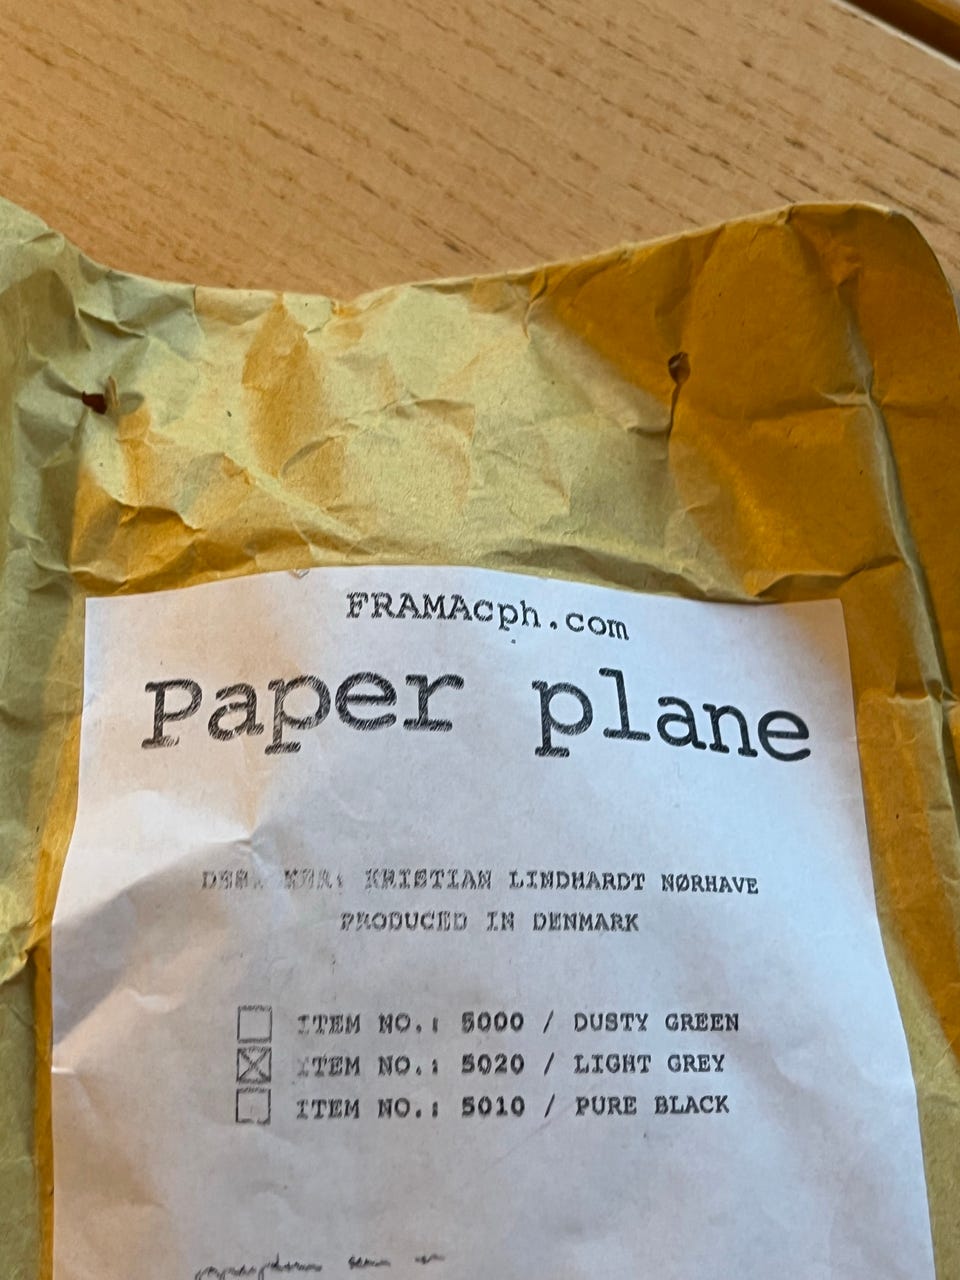 FRAMAcph.com
Paper plane
KRISTIAN LINDHARDT NØRHAVE
PRODUCED IN DENMARK
ITEM NO.: 5000 / DUSTY GREEN
ITEM NO.: 5020 / LIGHT GREY
ITEM NO.: 5010 / PURE BLACK